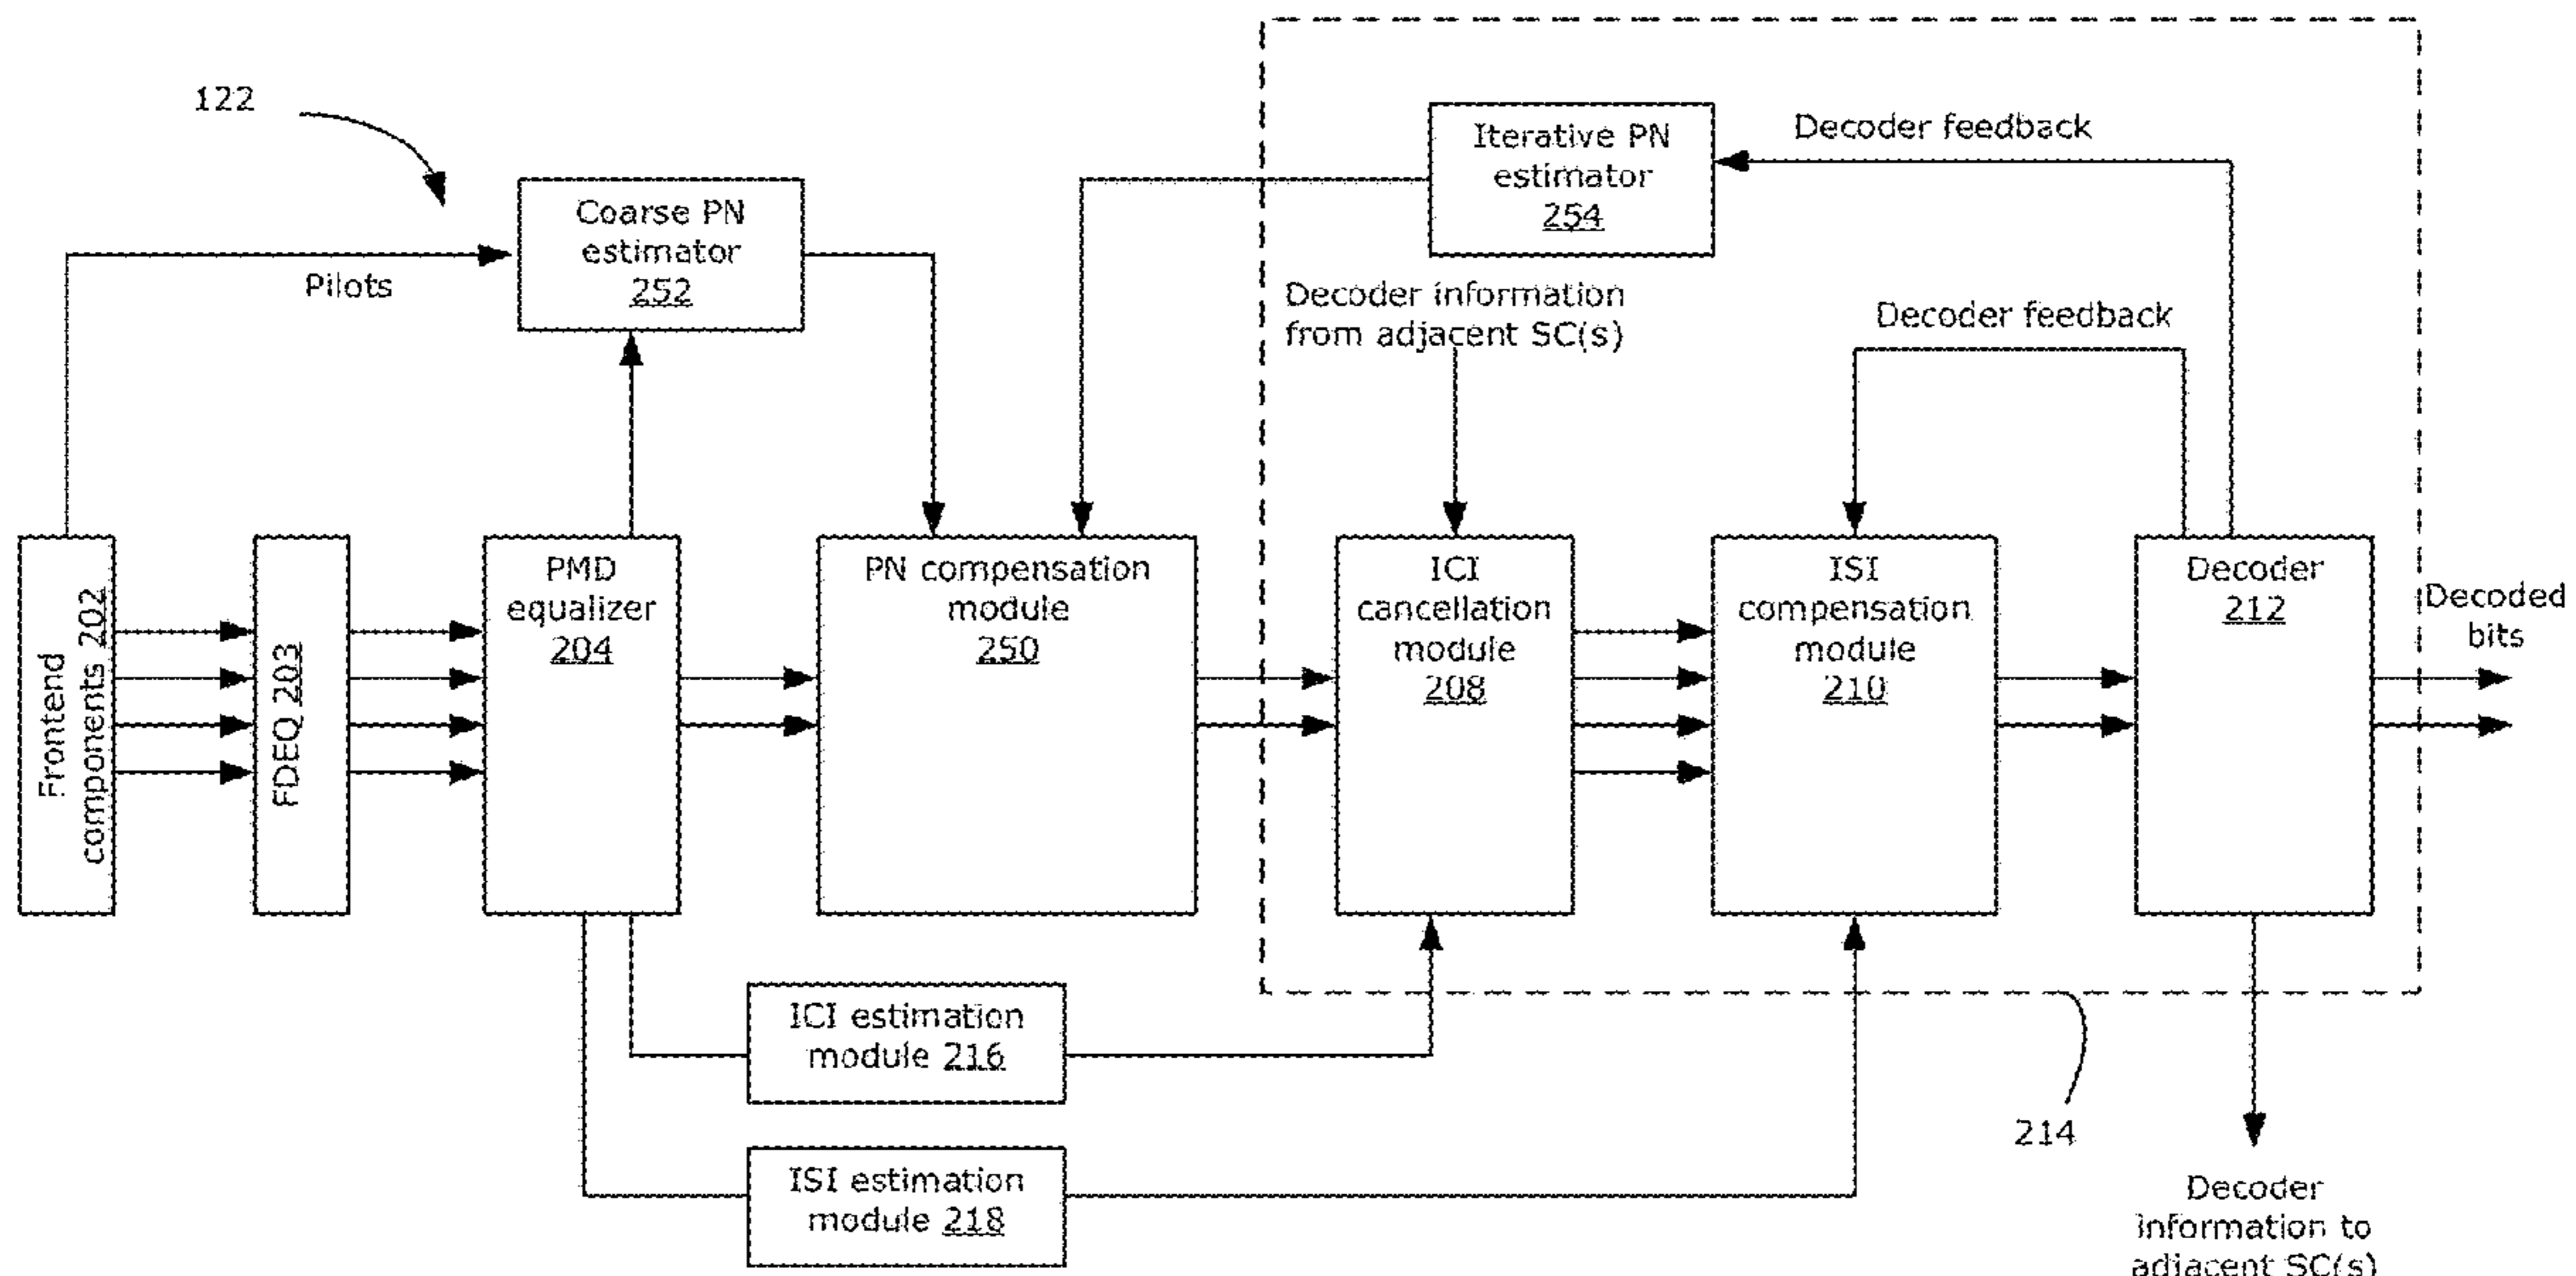 122
Coarse PN
estimator
252
Pilots
Iterative PN
estimator
254
Decoder feedback
Decoder information
from adjacent SC(s)
Decoder feedback
Frontend
components 202
FDEQ 203
PMD
equalizer
204
PN compensation
module
250
ICI
cancellation
module
208
ISI
compensation
module
210
Decoder
212
Decoded
bits
ICI estimation
module 216
ISI estimation
module 218
214
Decoder
information to
adjacent SC(s)